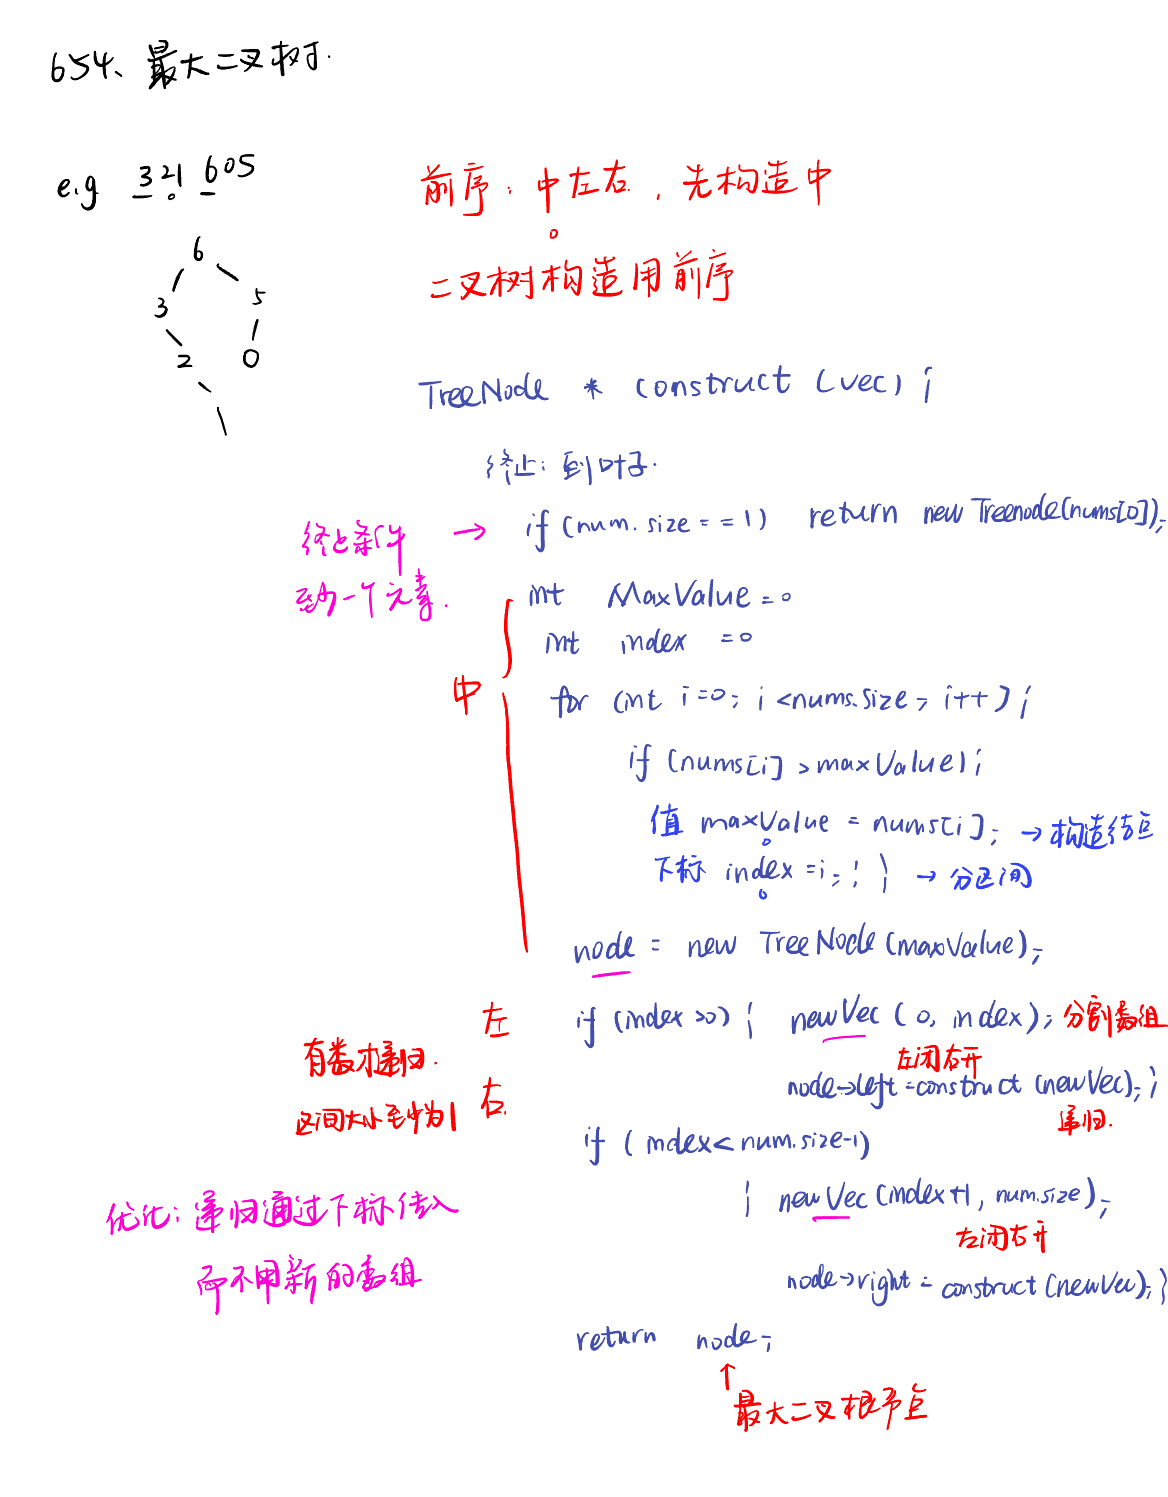 654、最大二叉树.
e.g 321605
前序：中左右，先构造中
二叉树构造用前序
6
3 5
2 0
1
TreeNode * construct (vec) {
终止：到叶子.
终止条件 → if (num.size == 1) return new Treenode(nums[0]);
到一个元素.
int MaxValue = 0
int index = 0
中
for (int i=0; i<nums.size; i++) {
if (nums[i] > maxValue) {
值 maxValue = nums[i]; → 构造结点
下标 index = i; } } → 分区间
node = new TreeNode (maxValue);
左 if (index >0) { newVec (0, index); 分割数组
有数才递归. 左闭右开
右. node->left = construct (newVec); }
区间大小至少为1 递归.
if ( index < num.size-1)
{ newVec (index+1, num.size);
优化：递归通过下标传入 左闭右开
而不用新的数组 node->right = construct (newVec); }
return node;
↑
最大二叉根节点